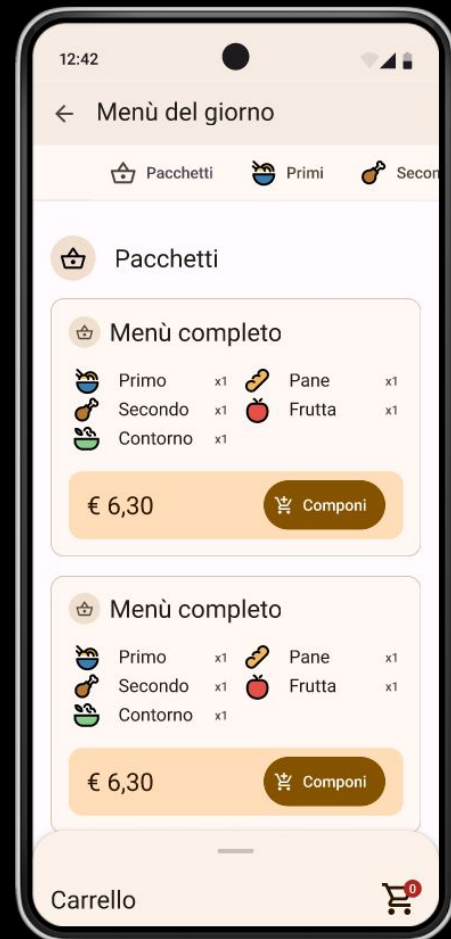 12:42
Menù del giorno
Pacchetti Primi Secon
Pacchetti
Menù completo
Primo x1 Pane x1
Secondo x1 Frutta x1
Contorno x1
€ 6,30 Componi
Menù completo
Primo x1 Pane x1
Secondo x1 Frutta x1
Contorno x1
€ 6,30 Componi
Carrello 0